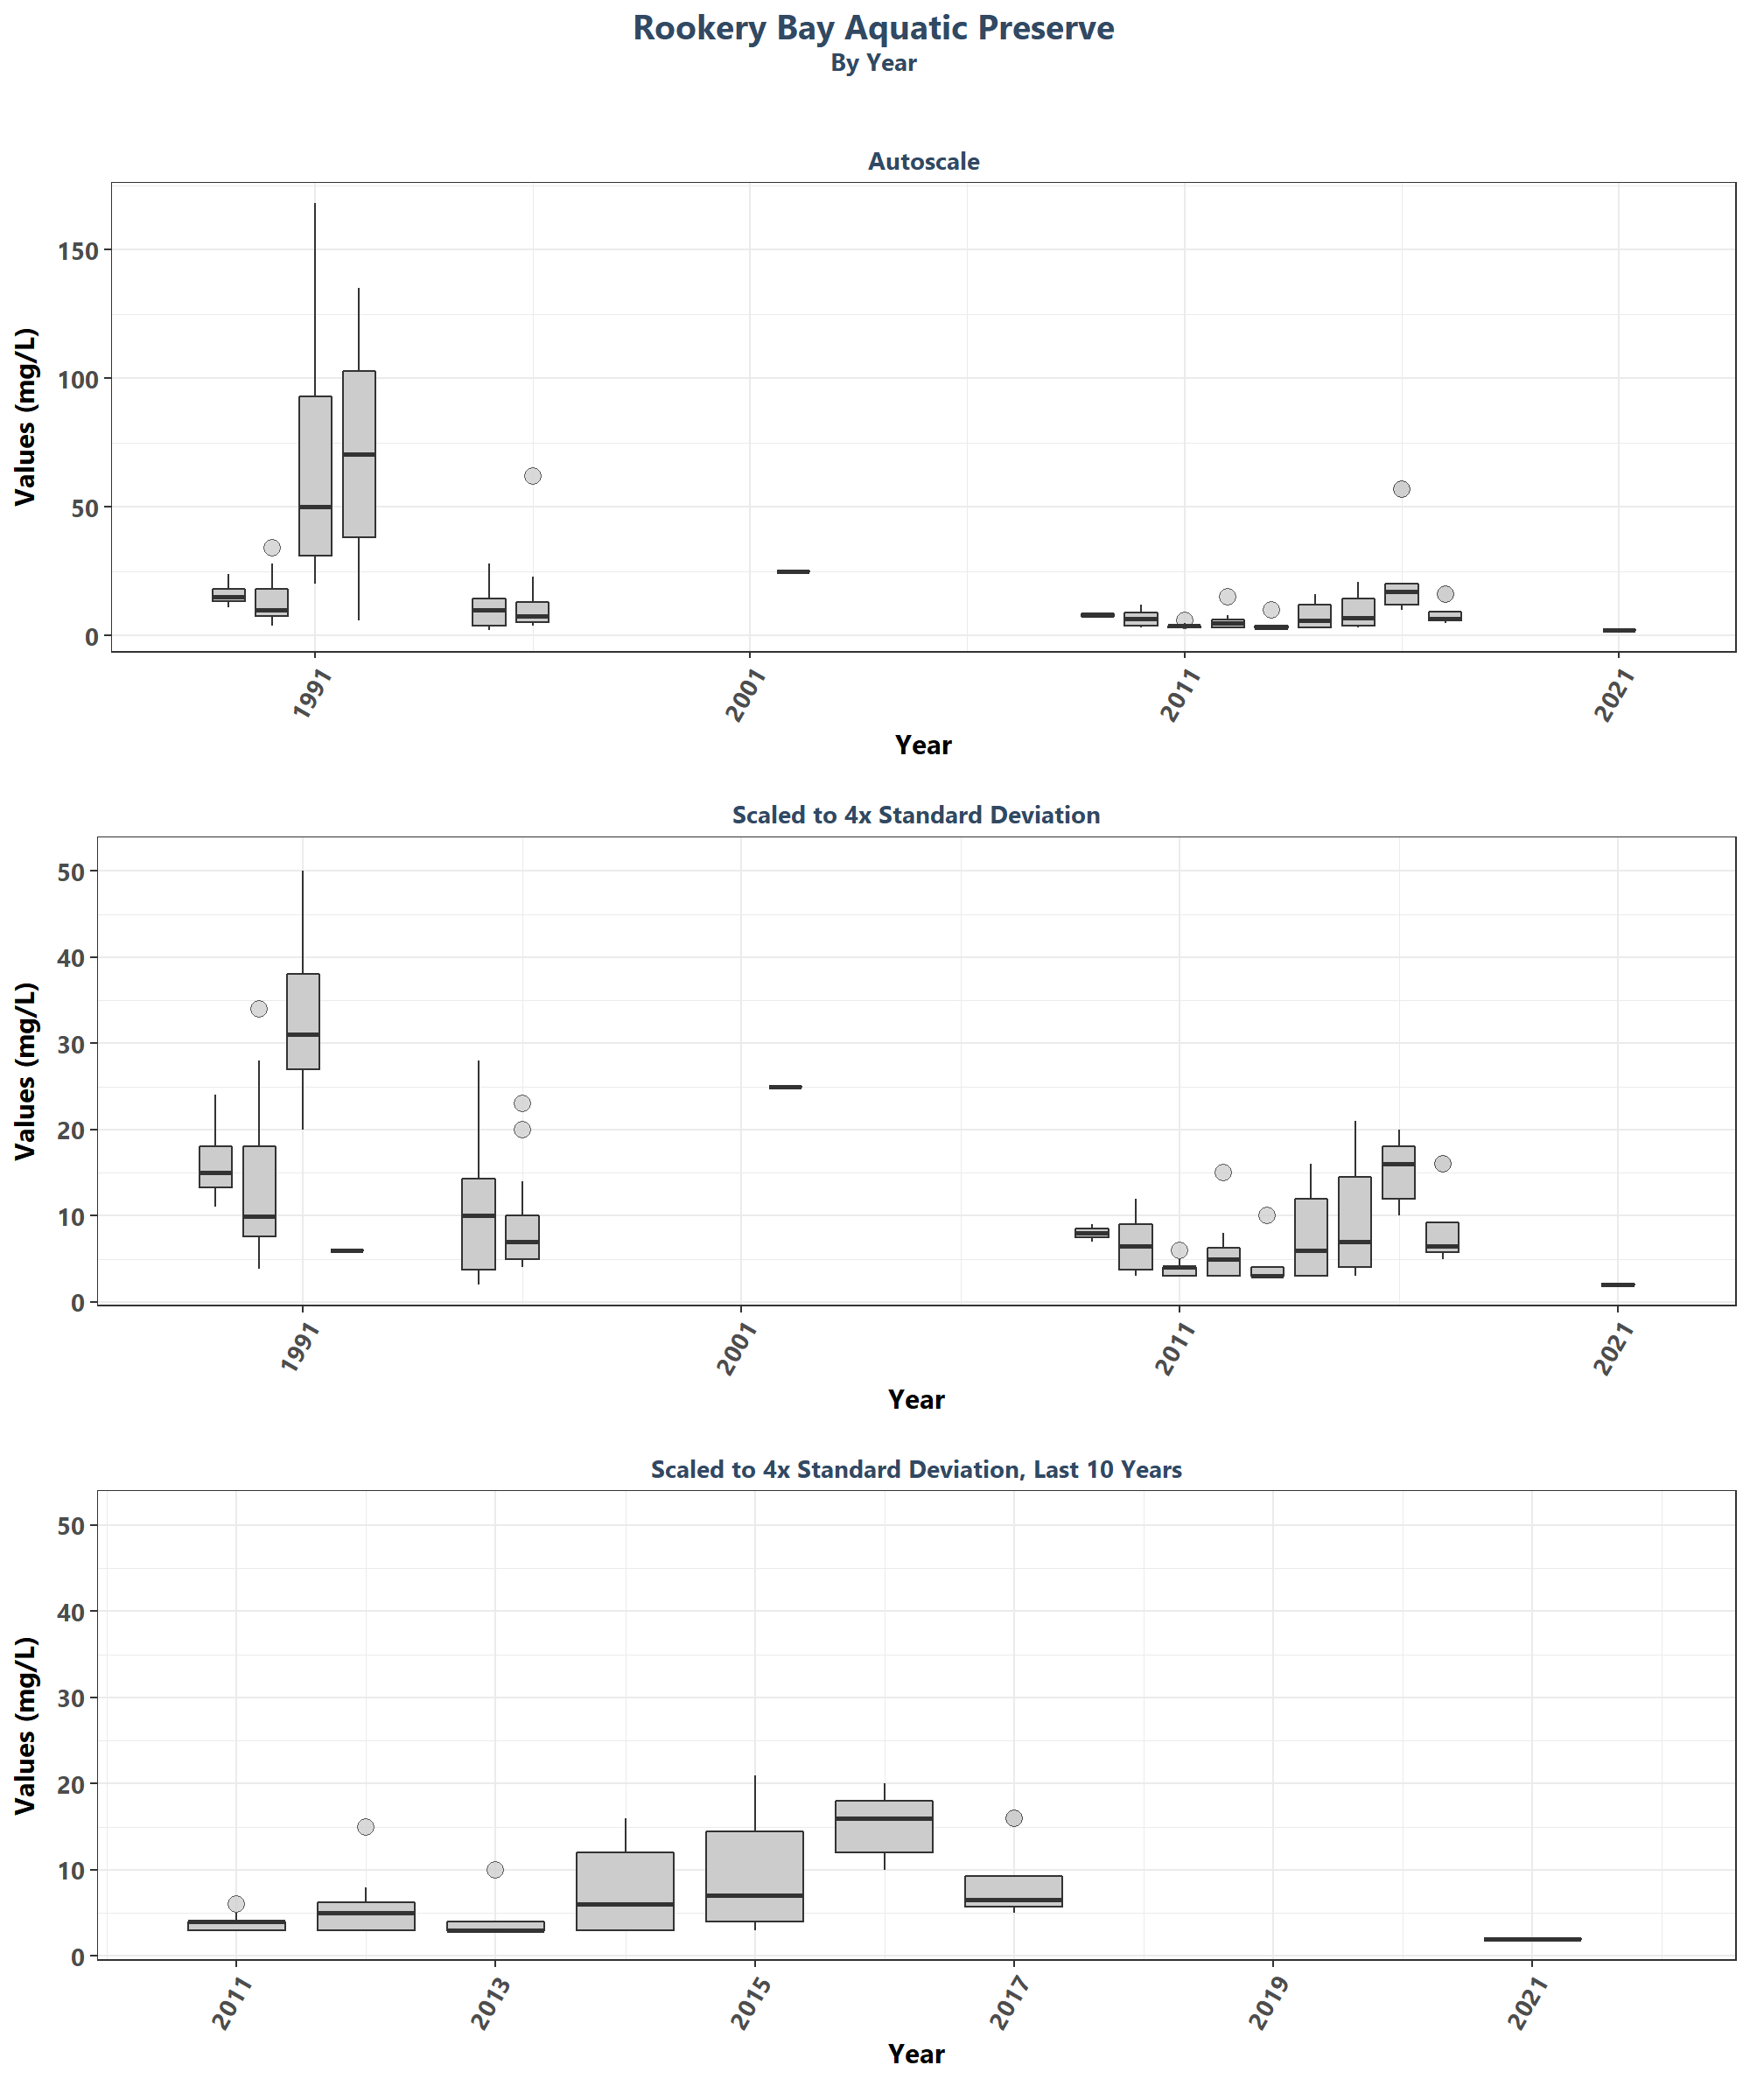 Rookery Bay Aquatic Preserve
By Year
Autoscale
Values (mg/L)
150
100
50
0
1991
2001
2011
2021
Year
Scaled to 4x Standard Deviation
Values (mg/L)
50
40
30
20
10
0
1991
2001
2011
2021
Year
Scaled to 4x Standard Deviation, Last 10 Years
Values (mg/L)
50
40
30
20
10
0
2011
2013
2015
2017
2019
2021
Year